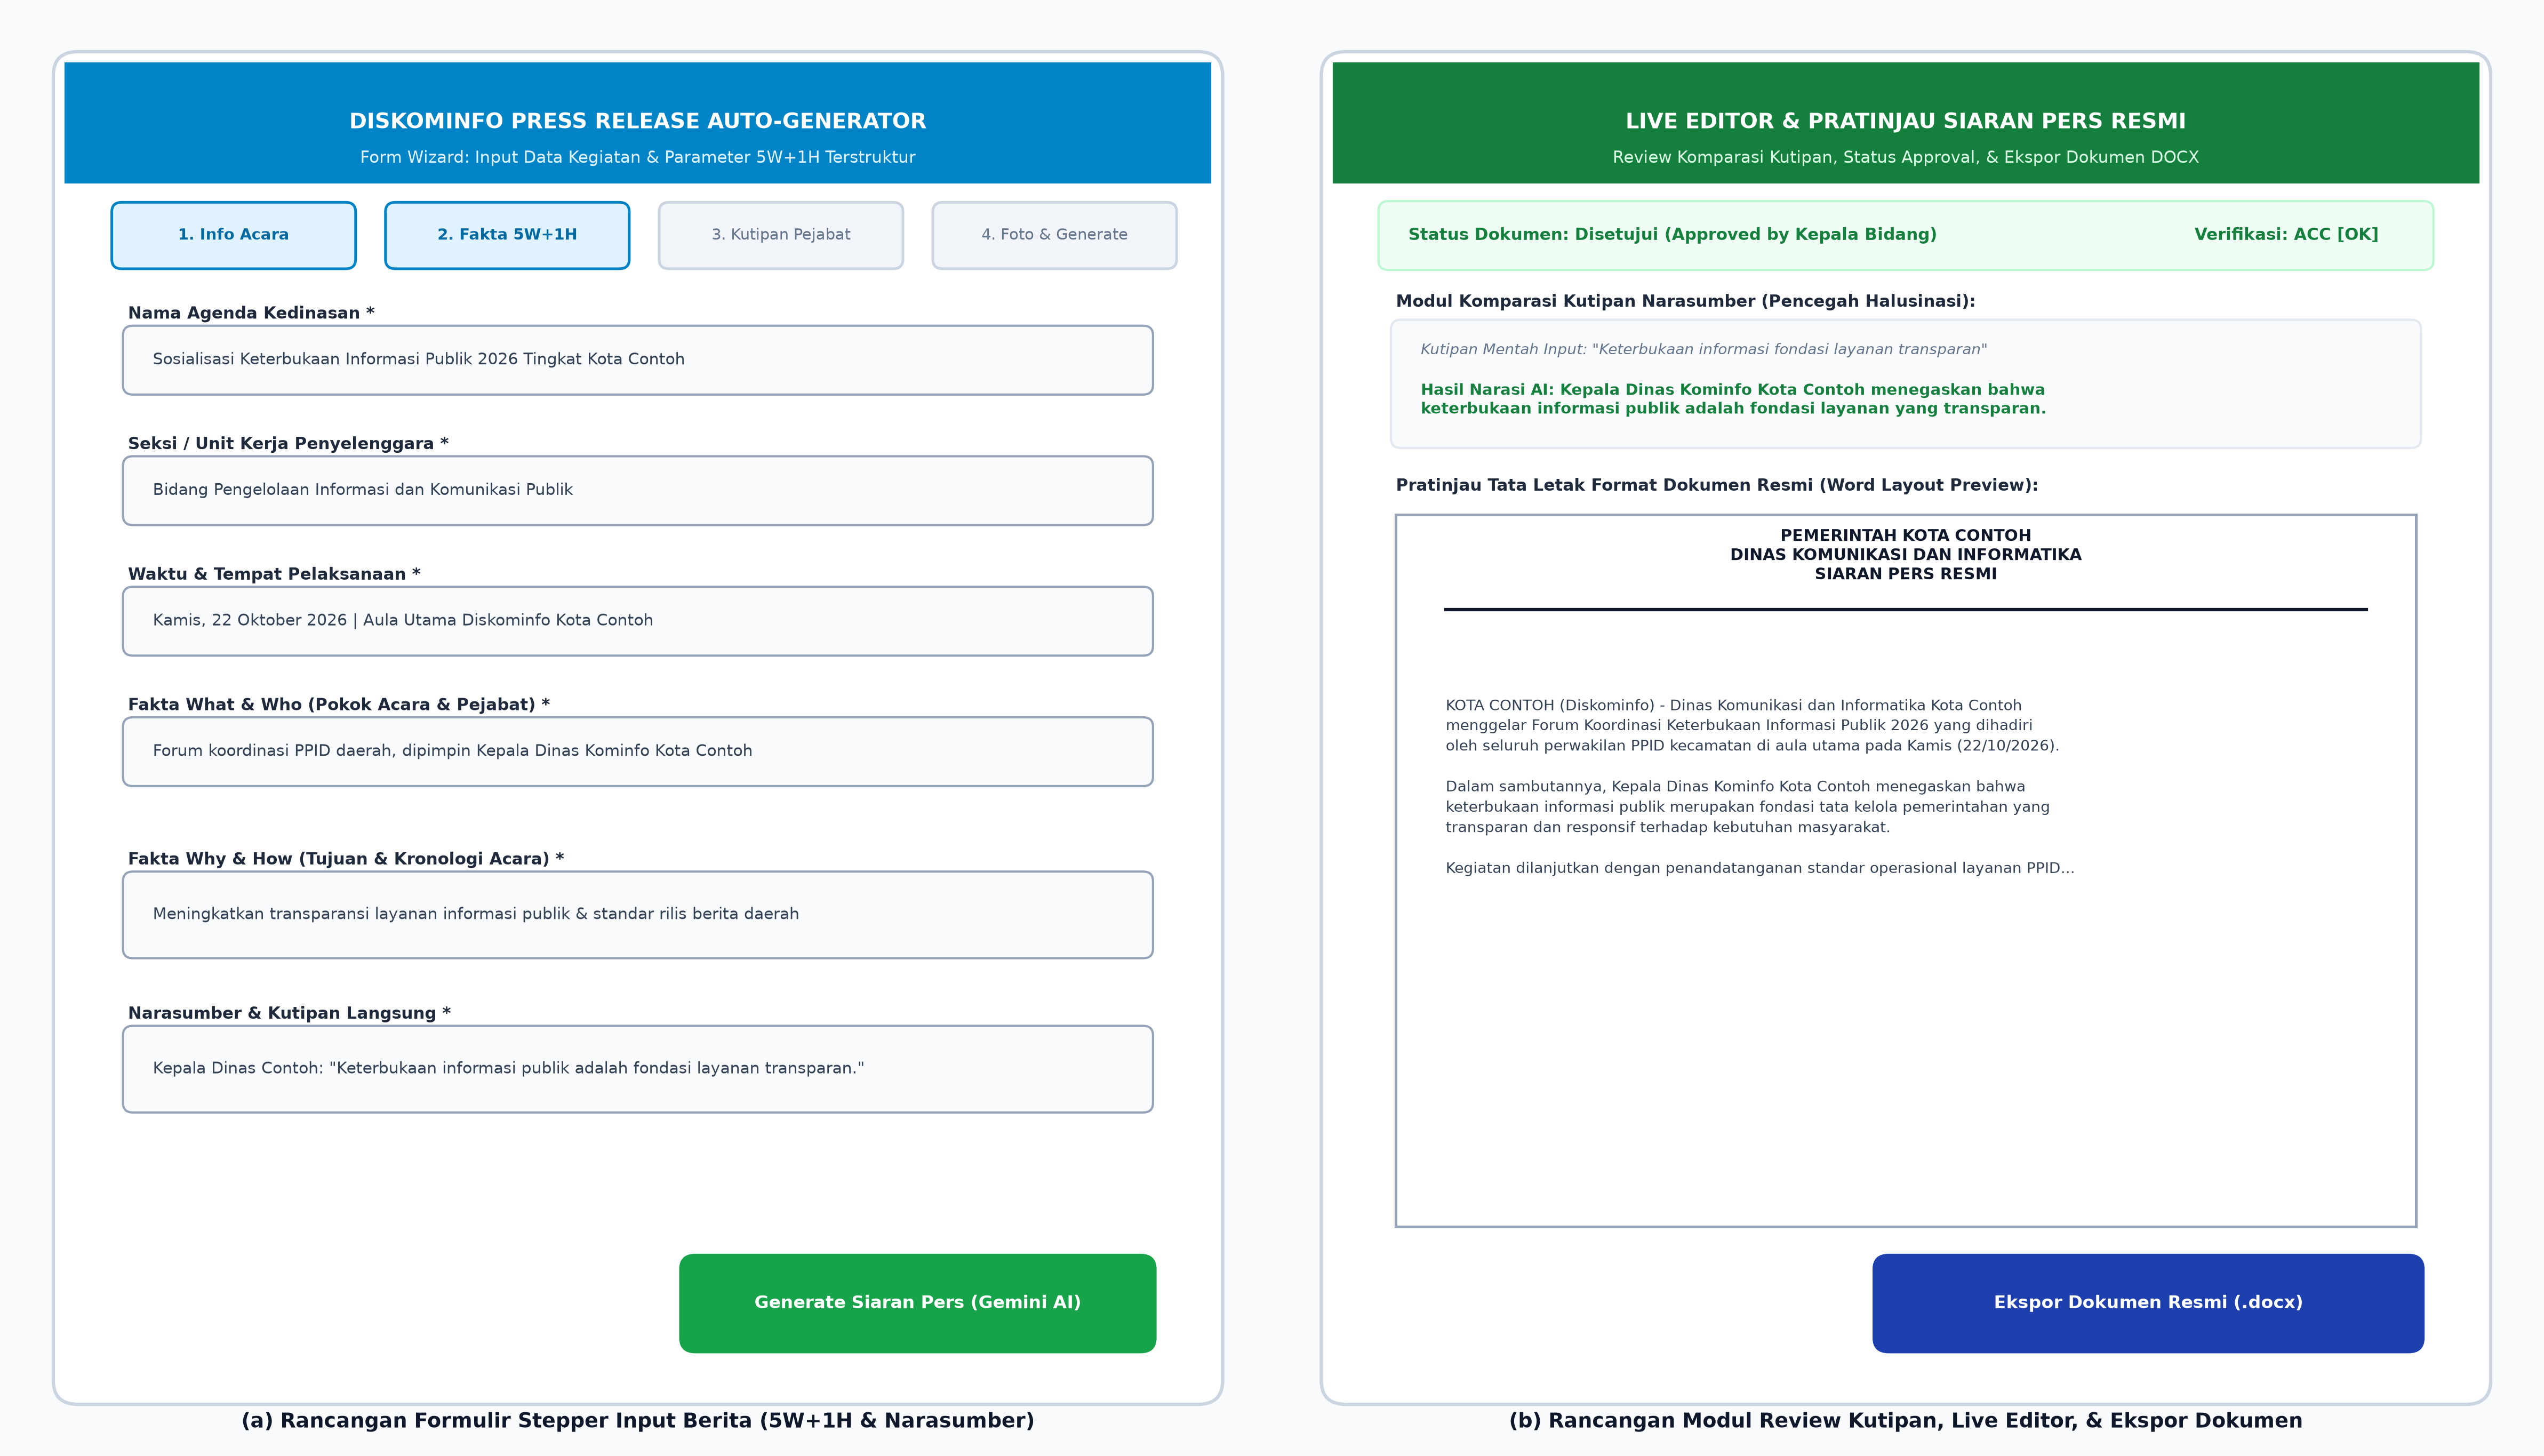 DISKOMINFO PRESS RELEASE AUTO-GENERATOR
Form Wizard: Input Data Kegiatan & Parameter 5W+1H Terstruktur
1. Info Acara
2. Fakta 5W+1H
3. Kutipan Pejabat
4. Foto & Generate
Nama Agenda Kedinasan *
Sosialisasi Keterbukaan Informasi Publik 2026 Tingkat Kota Contoh
Seksi / Unit Kerja Penyelenggara *
Bidang Pengelolaan Informasi dan Komunikasi Publik
Waktu & Tempat Pelaksanaan *
Kamis, 22 Oktober 2026 | Aula Utama Diskominfo Kota Contoh
Fakta What & Who (Pokok Acara & Pejabat) *
Forum koordinasi PPID daerah, dipimpin Kepala Dinas Kominfo Kota Contoh
Fakta Why & How (Tujuan & Kronologi Acara) *
Meningkatkan transparansi layanan informasi publik & standar rilis berita daerah
Narasumber & Kutipan Langsung *
Kepala Dinas Contoh: "Keterbukaan informasi publik adalah fondasi layanan transparan."
Generate Siaran Pers (Gemini AI)
(a) Rancangan Formulir Stepper Input Berita (5W+1H & Narasumber)
LIVE EDITOR & PRATINJAU SIARAN PERS RESMI
Review Komparasi Kutipan, Status Approval, & Ekspor Dokumen DOCX
Status Dokumen: Disetujui (Approved by Kepala Bidang)
Verifikasi: ACC [OK]
Modul Komparasi Kutipan Narasumber (Pencegah Halusinasi):
Kutipan Mentah Input: "Keterbukaan informasi fondasi layanan transparan"
Hasil Narasi AI: Kepala Dinas Kominfo Kota Contoh menegaskan bahwa
keterbukaan informasi publik adalah fondasi layanan yang transparan.
Pratinjau Tata Letak Format Dokumen Resmi (Word Layout Preview):
PEMERINTAH KOTA CONTOH
DINAS KOMUNIKASI DAN INFORMATIKA
SIARAN PERS RESMI
KOTA CONTOH (Diskominfo) - Dinas Komunikasi dan Informatika Kota Contoh
menggelar Forum Koordinasi Keterbukaan Informasi Publik 2026 yang dihadiri
oleh seluruh perwakilan PPID kecamatan di aula utama pada Kamis (22/10/2026).
Dalam sambutannya, Kepala Dinas Kominfo Kota Contoh menegaskan bahwa
keterbukaan informasi publik merupakan fondasi tata kelola pemerintahan yang
transparan dan responsif terhadap kebutuhan masyarakat.
Kegiatan dilanjutkan dengan penandatanganan standar operasional layanan PPID...
Ekspor Dokumen Resmi (.docx)
(b) Rancangan Modul Review Kutipan, Live Editor, & Ekspor Dokumen